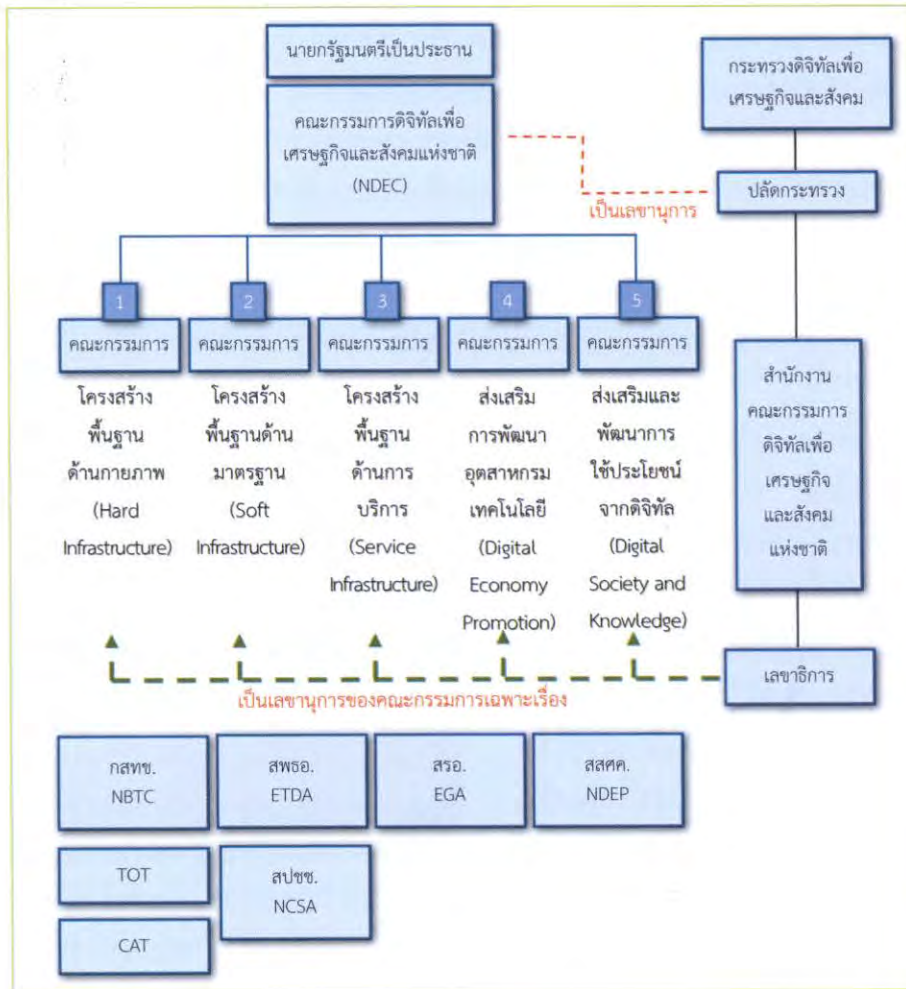 นายกรัฐมนตรีเป็นประธาน
คณะกรรมการดิจิทัลเพื่อ
เศรษฐกิจและสังคมแห่งชาติ
(NDEC)
กระทรวงดิจิทัลเพื่อ
เศรษฐกิจและสังคม
ปลัดกระทรวง
เป็นเลขานุการ
1
คณะกรรมการ
โครงสร้าง
พื้นฐาน
ด้านกายภาพ
(Hard
Infrastructure)
2
คณะกรรมการ
โครงสร้าง
พื้นฐานด้าน
มาตรฐาน
(Soft
Infrastructure)
3
คณะกรรมการ
โครงสร้าง
พื้นฐาน
ด้านการ
บริการ
(Service
Infrastructure)
4
คณะกรรมการ
ส่งเสริม
การพัฒนา
อุตสาหกรม
เทคโนโลยี
(Digital
Economy
Promotion)
5
คณะกรรมการ
ส่งเสริมและ
พัฒนาการ
ใช้ประโยชน์
จากดิจิทัล
(Digital
Society and
Knowledge)
สำนักงาน
คณะกรรมการ
ดิจิทัลเพื่อ
เศรษฐกิจ
และสังคม
แห่งชาติ
เลขาธิการ
เป็นเลขานุการของคณะกรรมการเฉพาะเรื่อง
กสทช.
NBTC
สพธอ.
ETDA
สรอ.
EGA
สสศค.
NDEP
TOT
สปชช.
NCSA
CAT